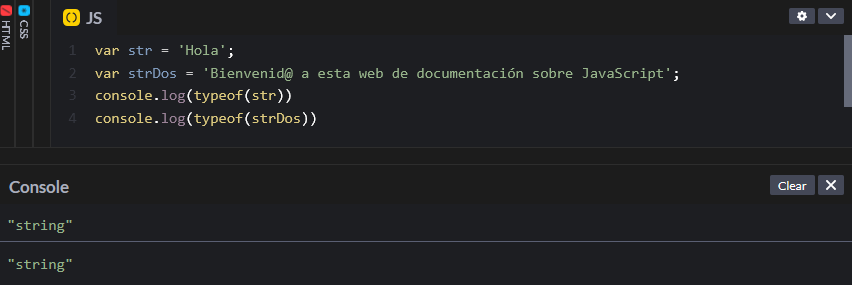 HTML
CSS
JS
1 var str = 'Hola';
2 var strDos = 'Bienvenid@ a esta web de documentación sobre JavaScript';
3 console.log(typeof(str))
4 console.log(typeof(strDos))
Console
Clear
"string"
"string"